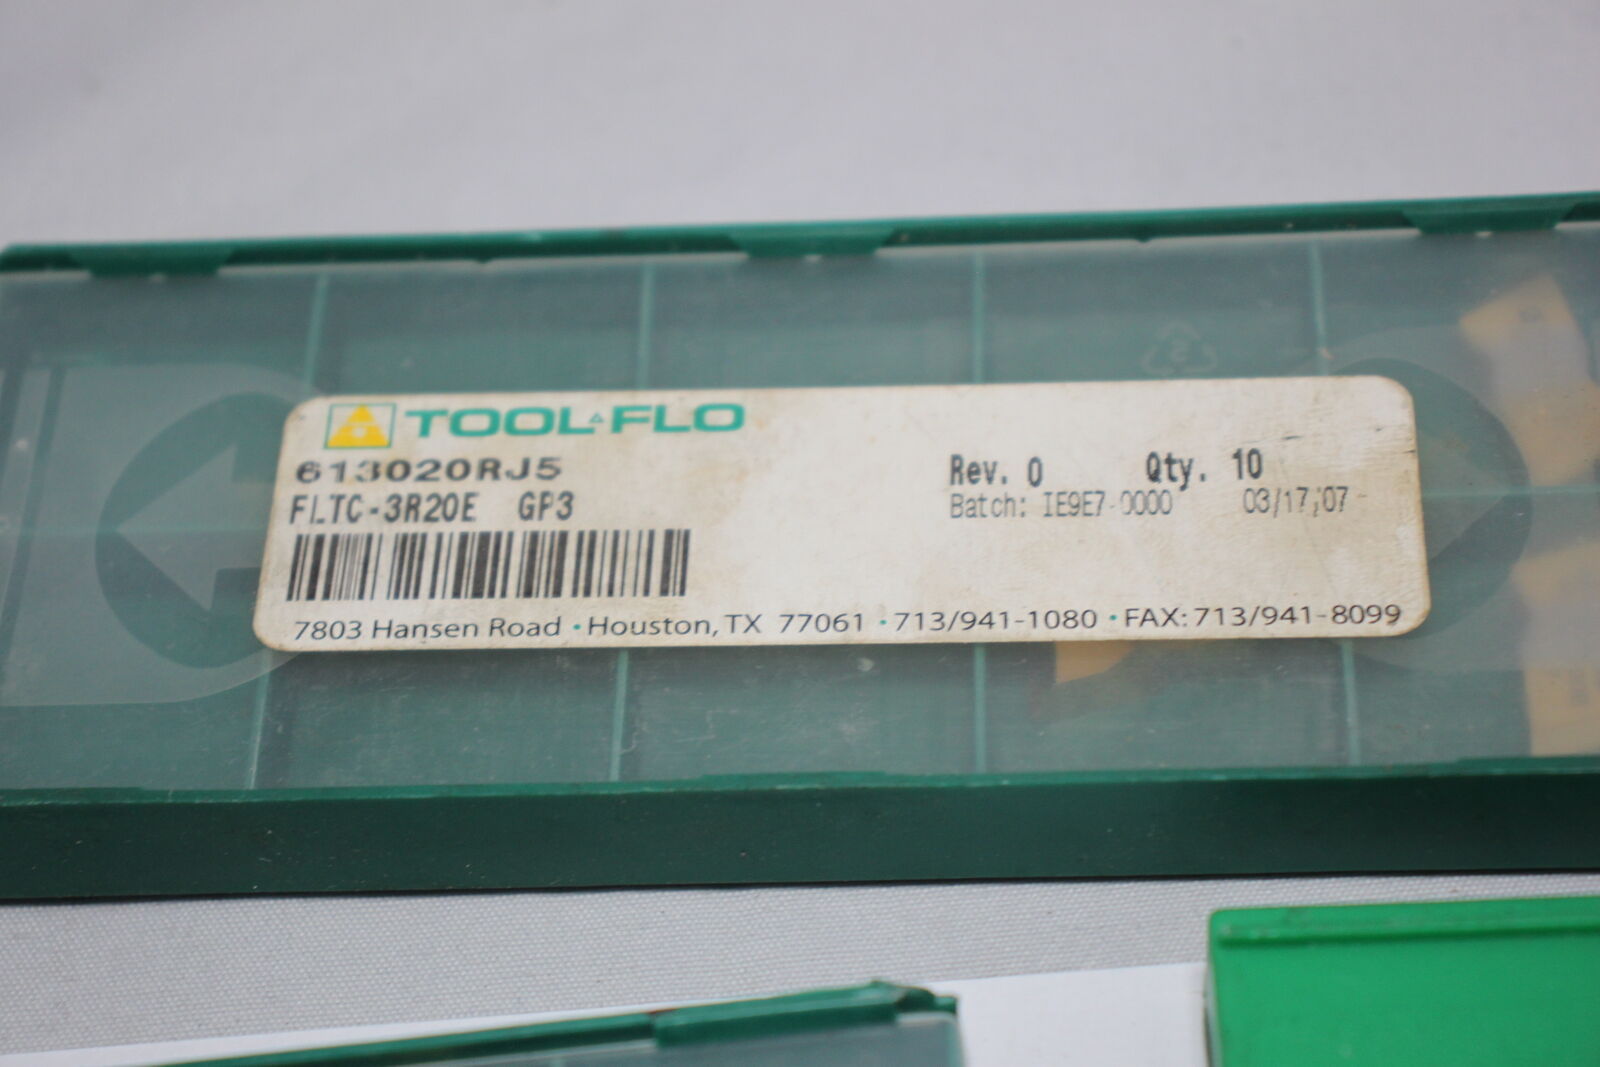 TOOL FLO
613020RJ5
Rev. 0 Qty. 10
FLTC-3R20E GP3
Batch: IE9E7-0000 03/17/07
7803 Hansen Road • Houston, TX 77061 • 713/941-1080 • FAX: 713/941-8099